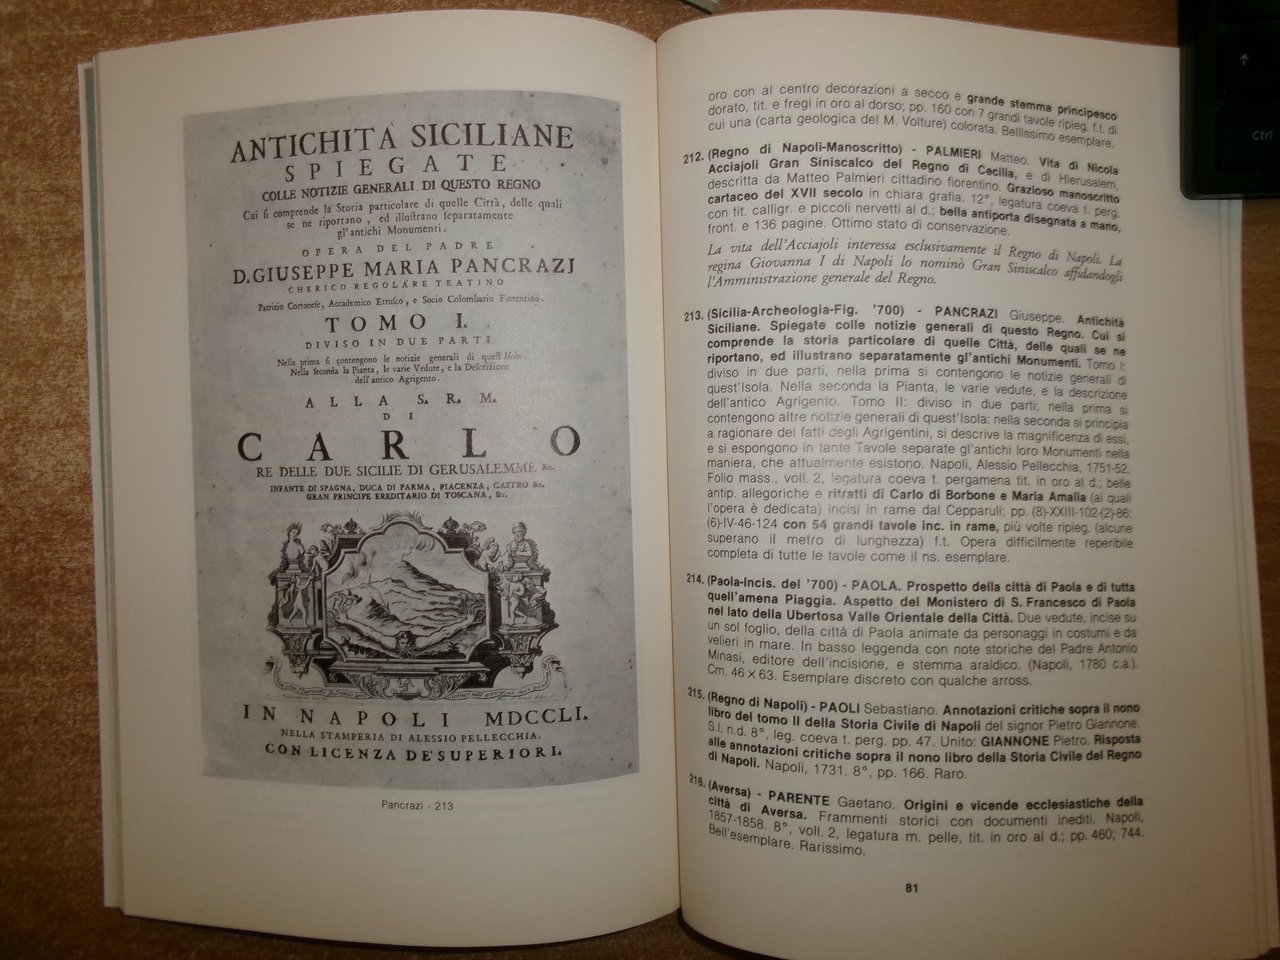 ANTICHITÀ SICILIANE
SPIEGATE
COLLE NOTIZIE GENERALI DI QUESTO REGNO
Cui si comprende la Storia particolare di quelle Città, delle quali
se ne riportano, ed illustrano separatamente
gl'antichi Monumenti.
OPERA DEL PADRE
D. GIUSEPPE MARIA PANCRAZJ
CHERICO REGOLARE TEATINO
Patrizio Cortonese, Accademico Etrusco, e Socio Colombario Fiorentino.
TOMO I.
DIVISO IN DUE PARTI
Nella prima si contengono le notizie generali di quest'Isola.
Nella seconda la Pianta, le varie Vedute, e la Descrizione
dell'antico Agrigento.
ALLA S. R. M.
DI
CARLO
RE DELLE DUE SICILIE DI GERUSALEMME &c.
INFANTE DI SPAGNA, DUCA DI PARMA, PIACENZA, CASTRO &c.
GRAN PRINCIPE EREDITARIO DI TOSCANA, &c.
IN NAPOLI MDCCLI.
NELLA STAMPERIA DI ALESSIO PELLECCHIA.
CON LICENZA DE' SUPERIORI.
Pancrazi - 213
oro con al centro decorazioni a secco e grande stemma principesco
dorato, tit. e fregi in oro al dorso; pp. 160 con 7 grandi tavole ripieg. f.t. di
cui una (carta geologica del M. Volture) colorata. Bellissimo esemplare.
212. (Regno di Napoli-Manoscritto) - PALMIERI Matteo. Vita di Nicola
Acciajoli Gran Siniscalco del Regno di Cecilia, e di Hierusalem,
descritta da Matteo Palmieri cittadino fiorentino. Grazioso manoscritto
cartaceo del XVII secolo in chiara grafia. 12°, legatura coeva t. perg.
con tit. calligr. e piccoli nervetti al d.; bella antiporta disegnata a mano,
front. e 136 pagine. Ottimo stato di conservazione.
La vita dell'Acciajoli interessa esclusivamente il Regno di Napoli. La
regina Giovanna I di Napoli lo nominò Gran Siniscalco affidandogli
l'Amministrazione generale del Regno.
213. (Sicilia-Archeologia-Fig. '700) - PANCRAZI Giuseppe. Antichità
Siciliane. Spiegate colle notizie generali di questo Regno. Cui si
comprende la storia particolare di quelle Città, delle quali se ne
riportano, ed illustrano separatamente gl'antichi Monumenti. Tomo I:
diviso in due parti, nella prima si contengono le notizie generali di
quest'Isola. Nella seconda la Pianta, le varie vedute, e la descrizione
dell'antico Agrigento. Tomo II: diviso in due parti; nella prima si
contengono altre notizie generali di quest'Isola: nella seconda si principia
a ragionare dei fatti degli Agrigentini, si descrive la magnificenza di essi,
e si espongono in tante Tavole separate gl'antichi loro Monumenti nella
maniera, che attualmente esistono. Napoli, Alessio Pellecchia, 1751-52.
Folio mass., voll. 2, legatura coeva t. pergamena tit. in oro al d.; belle
antip. allegoriche e ritratti di Carlo di Borbone e Maria Amalia (ai quali
l'opera è dedicata) incisi in rame dal Cepparuli; pp. (8)-XXIII-102-(2)-86;
(6)-IV-46-124 con 54 grandi tavole inc. in rame, più volte ripieg. (alcune
superano il metro di lunghezza) f.t. Opera difficilmente reperibile
completa di tutte le tavole come il ns. esemplare.
214. (Paola-Incis. del '700) - PAOLA. Prospetto della città di Paola e di tutta
quell'amena Piaggia. Aspetto del Monistero di S. Francesco di Paola
nel lato della Ubertosa Valle Orientale della Città. Due vedute, incise su
un sol foglio, della città di Paola animate da personaggi in costumi e da
velieri in mare. In basso leggenda con note storiche del Padre Antonio
Minasi, editore dell'incisione, e stemma araldico. (Napoli, 1780 c.a.).
Cm. 46 × 63. Esemplare discreto con qualche arross.
215. (Regno di Napoli) - PAOLI Sebastiano. Annotazioni critiche sopra il nono
libro del tomo II della Storia Civile di Napoli del signor Pietro Giannone.
S.l. n.d. 8°, leg. coeva t. perg. pp. 47. Unito: GIANNONE Pietro. Risposta
alle annotazioni critiche sopra il nono libro della Storia Civile del Regno
di Napoli. Napoli, 1731. 8°, pp. 166. Raro.
216. (Aversa) - PARENTE Gaetano. Origini e vicende ecclesiastiche della
città di Aversa. Frammenti storici con documenti inediti. Napoli,
1857-1858. 8°, voll. 2, legatura m. pelle, tit. in oro al d.; pp. 460; 744.
Bell'esemplare. Rarissimo.
81
Ctrl